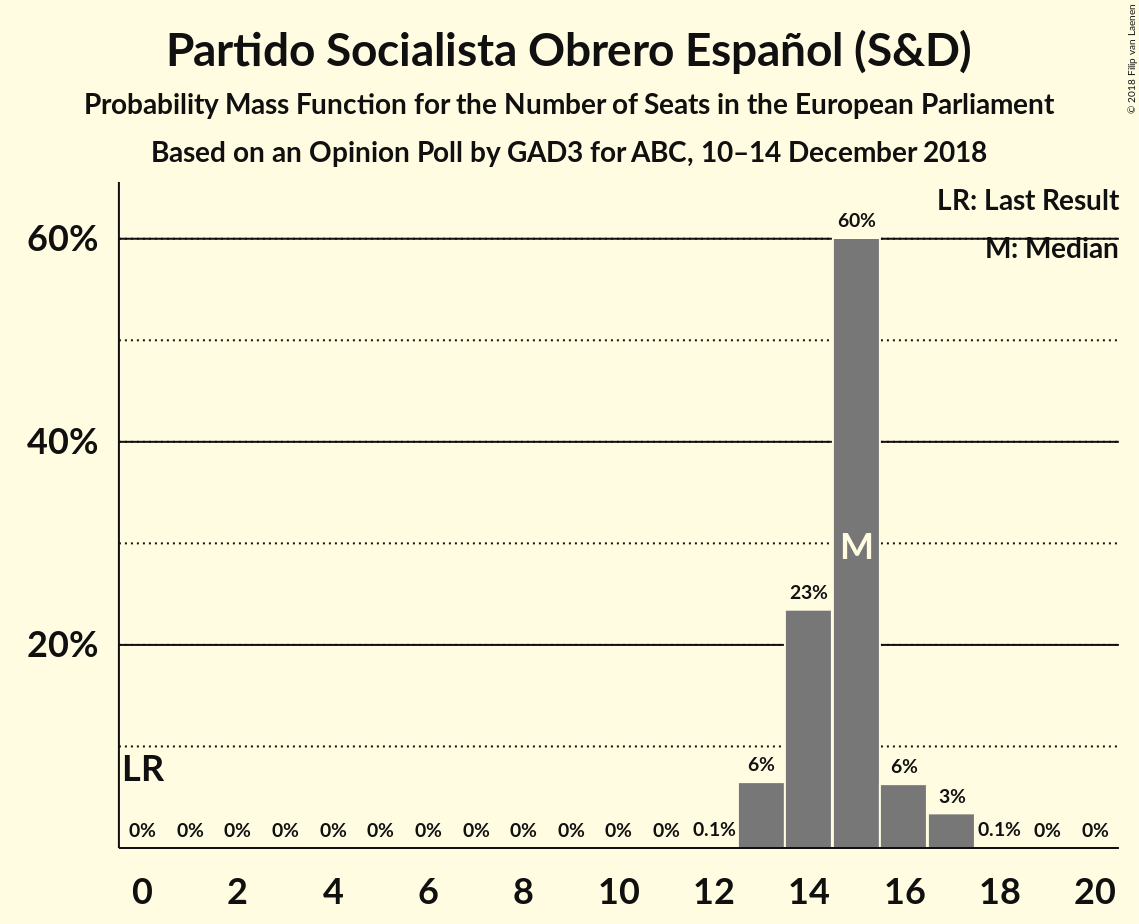 Partido Socialista Obrero Español (S&D)
Probability Mass Function for the Number of Seats in the European Parliament
Based on an Opinion Poll by GAD3 for ABC, 10–14 December 2018
© 2018 Filip van Laenen
LR: Last Result
M: Median
60%
40%
20%
60%
M
23%
LR
6%
6%
3%
0% 0% 0% 0% 0% 0% 0% 0% 0% 0% 0% 0% 0.1% 0.1% 0% 0%
0 2 4 6 8 10 12 14 16 18 20